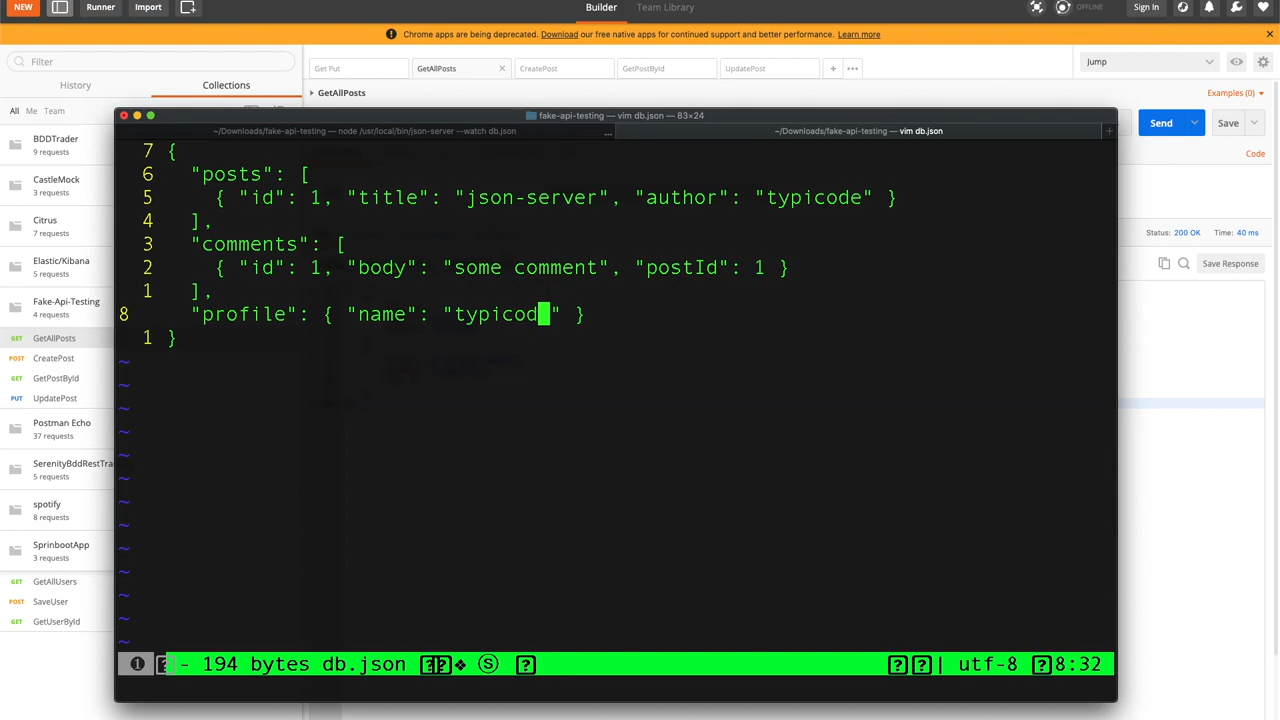 NEW Runner Import Builder Team Library OFFLINE Sign In
Chrome apps are being deprecated. Download our free native apps for continued support and better performance. Learn more
Filter
History Collections
All Me Team
Get Put GetAllPosts CreatePost GetPostById UpdatePost
Jump
GetAllPosts
Examples (0)
Send Save
Code
Status: 200 OK Time: 40 ms
Save Response
BDDTrader
9 requests
CastleMock
3 requests
Citrus
7 requests
Elastic/Kibana
5 requests
Fake-Api-Testing
4 requests
GET GetAllPosts
POST CreatePost
GET GetPostById
PUT UpdatePost
Postman Echo
37 requests
SerenityBddRestTra
5 requests
spotify
8 requests
SprinbootApp
3 requests
GET GetAllUsers
POST SaveUser
GET GetUserById
fake-api-testing — vim db.json — 83×24
~/Downloads/fake-api-testing — node /usr/local/bin/json-server --watch db.json ...
~/Downloads/fake-api-testing — vim db.json
7 {
6 "posts": [
5 { "id": 1, "title": "json-server", "author": "typicode" }
4 ],
3 "comments": [
2 { "id": 1, "body": "some comment", "postId": 1 }
1 ],
8 "profile": { "name": "typicod " }
1 }
~
~
~
~
~
~
~
~
~
~
~
~
~
- 194 bytes db.json utf-8 8:32